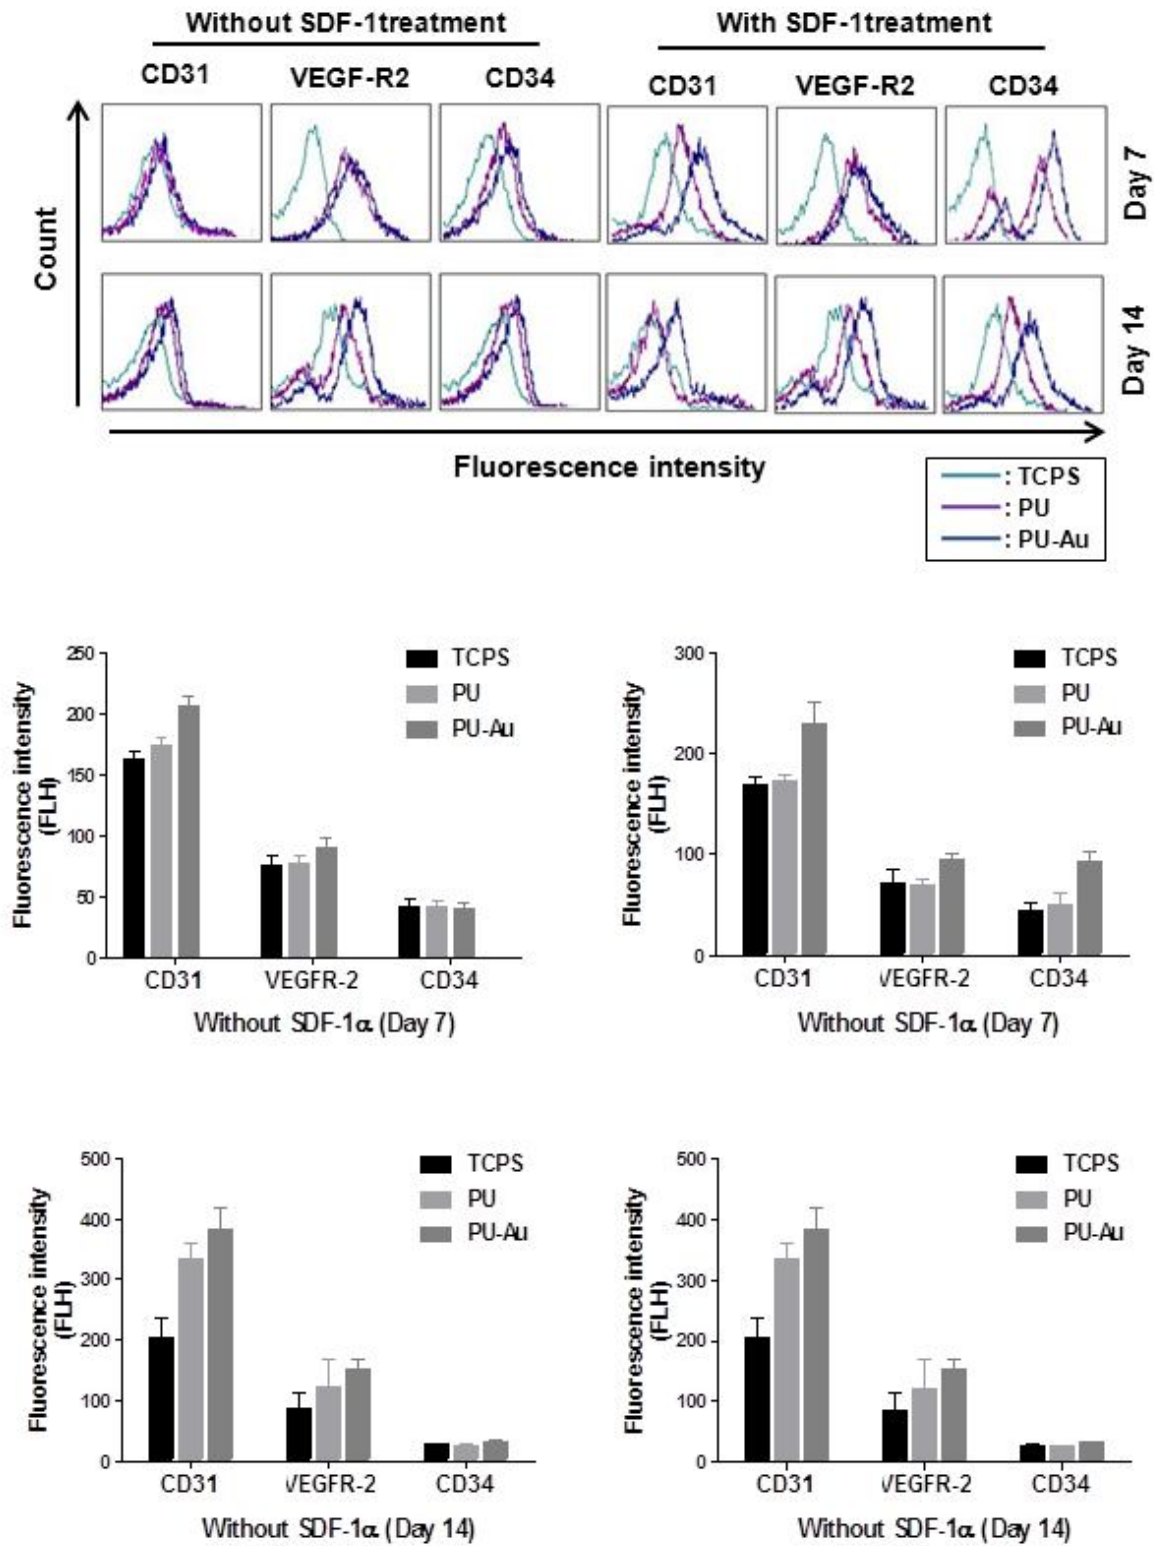 Without SDF-1treatment
With SDF-1treatment
CD31
VEGF-R2
CD34
CD31
VEGF-R2
CD34
Count
Day 7
Day 14
Fluorescence intensity
: TCPS
: PU
: PU-Au
Fluorescence intensity
(FLH)
250
200
150
100
50
0
TCPS
PU
PU-Au
CD31
VEGFR-2
CD34
Without SDF-1α (Day 7)
Fluorescence intensity
(FLH)
300
200
100
0
TCPS
PU
PU-Au
CD31
VEGFR-2
CD34
Without SDF-1α (Day 7)
Fluorescence intensity
(FLH)
500
400
300
200
100
0
TCPS
PU
PU-Au
CD31
VEGFR-2
CD34
Without SDF-1α (Day 14)
Fluorescence intensity
(FLH)
500
400
300
200
100
0
TCPS
PU
PU-Au
CD31
VEGFR-2
CD34
Without SDF-1α (Day 14)